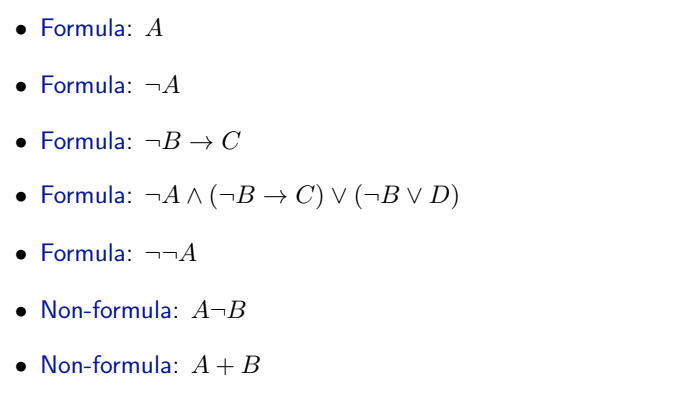 • Formula: A
• Formula: ¬A
• Formula: ¬B → C
• Formula: ¬A ∧ (¬B → C) ∨ (¬B ∨ D)
• Formula: ¬¬A
• Non-formula: A¬B
• Non-formula: A + B